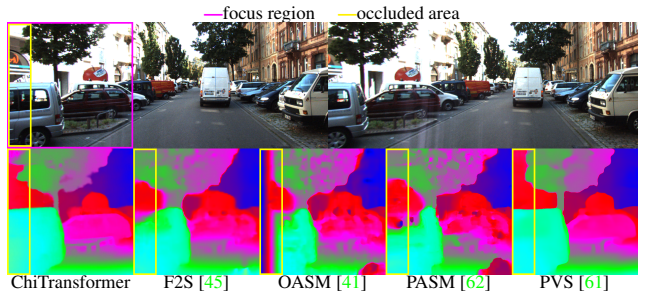 focus region occluded area
ChiTransformer F2S [45] OASM [41] PASM [62] PVS [61]